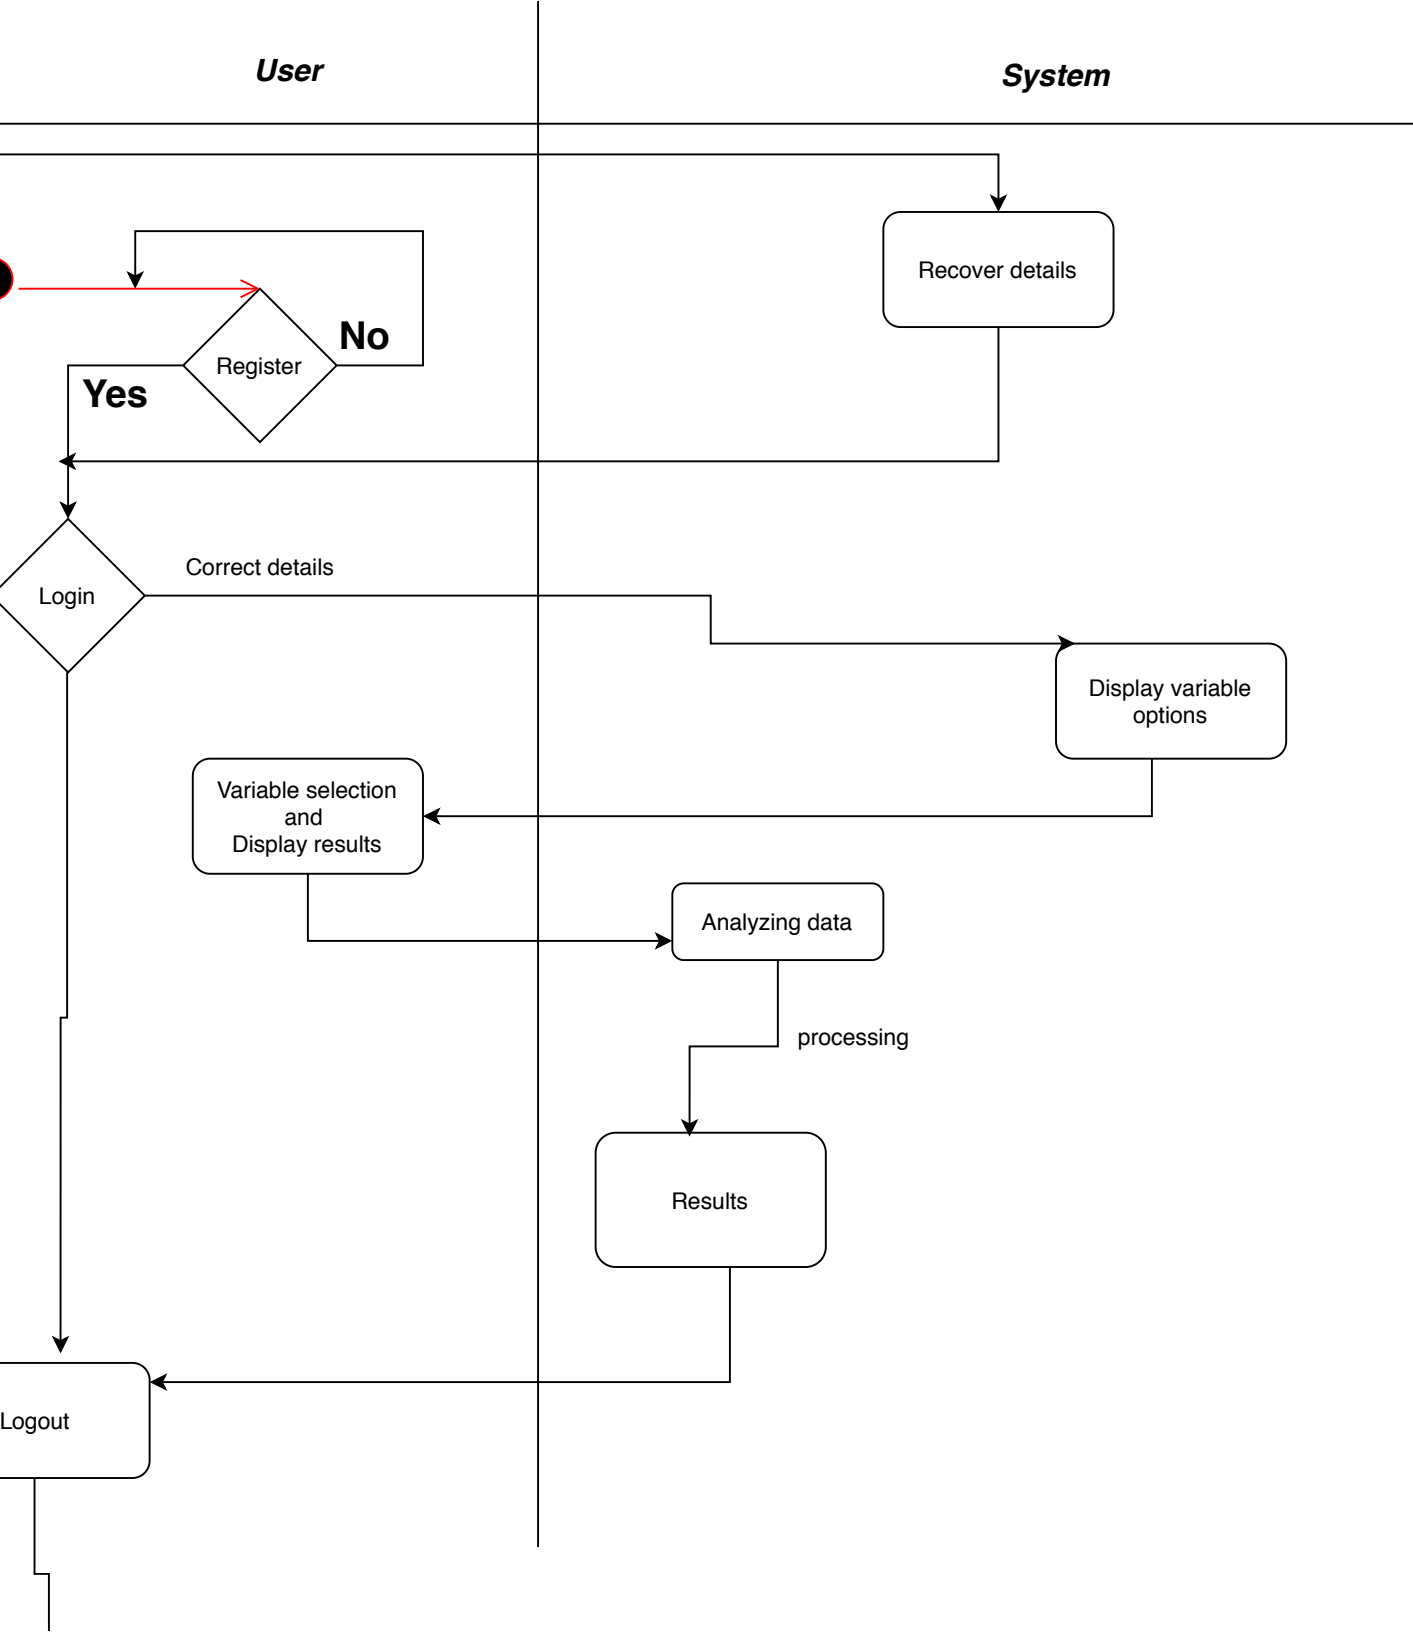 User
System
Recover details
No
Register
Yes
Correct details
Login
Display variable
options
Variable selection
and
Display results
Analyzing data
processing
Results
Logout